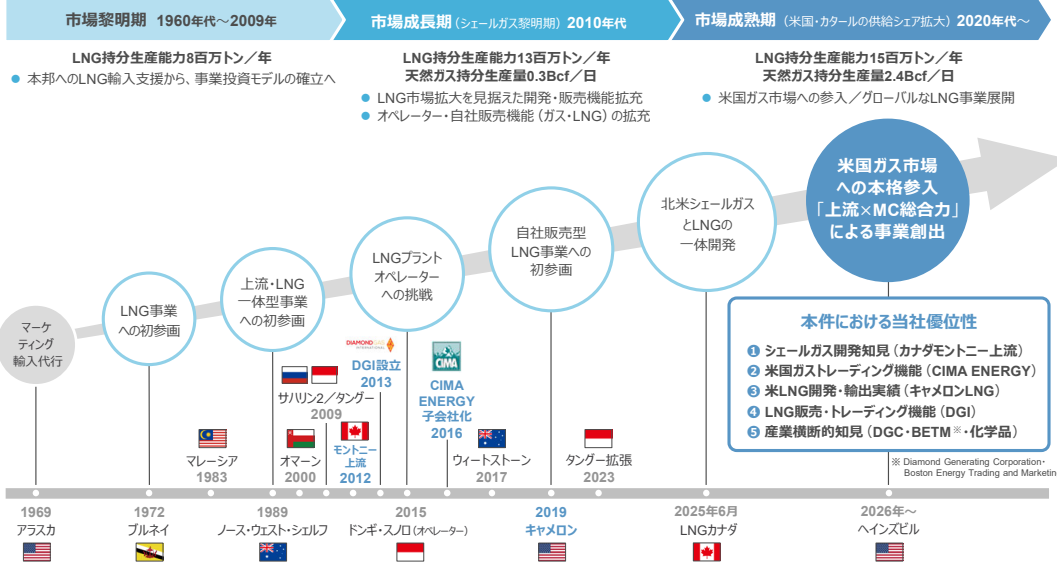 市場黎明期 1960年代~2009年
市場成長期(シェールガス黎明期) 2010年代
市場成熟期(米国・カタールの供給シェア拡大) 2020年代~
LNG持分生産能力8百万トン/年
● 本邦へのLNG輸入支援から、事業投資モデルの確立へ
LNG持分生産能力13百万トン/年
天然ガス持分生産量0.3Bcf/日
● LNG市場拡大を見据えた開発・販売機能拡充
● オペレーター・自社販売機能(ガス・LNG)の拡充
LNG持分生産能力15百万トン/年
天然ガス持分生産量2.4Bcf/日
● 米国ガス市場への参入/グローバルなLNG事業展開
マーケ
ティング
輸入代行
LNG事業
への初参画
上流・LNG
一体型事業
への初参画
LNGプラント
オペレーター
への挑戦
自社販売型
LNG事業への
初参画
北米シェールガス
とLNGの
一体開発
米国ガス市場
への本格参入
「上流×MC総合力」
による事業創出
本件における当社優位性
❶ シェールガス開発知見(カナダモントニー上流)
❷ 米国ガストレーディング機能(CIMA ENERGY)
❸ 米LNG開発・輸出実績(キャメロンLNG)
❹ LNG販売・トレーディング機能(DGI)
❺ 産業横断的知見(DGC・BETM※・化学品)
※ Diamond Generating Corporation・
Boston Energy Trading and Marketing
マレーシア
1983
サハリン2/タングー
2009
オマーン
2000
DIAMOND GAS
INTERNATIONAL
DGI設立
2013
モントニー
上流
2012
CIMA
CIMA
ENERGY
子会社化
2016
ウィートストーン
2017
タングー拡張
2023
1969
アラスカ
1972
ブルネイ
1989
ノース・ウェスト・シェルフ
2015
ドンギ・スノロ(オペレーター)
2019
キャメロン
2025年6月
LNGカナダ
2026年~
ヘインズビル